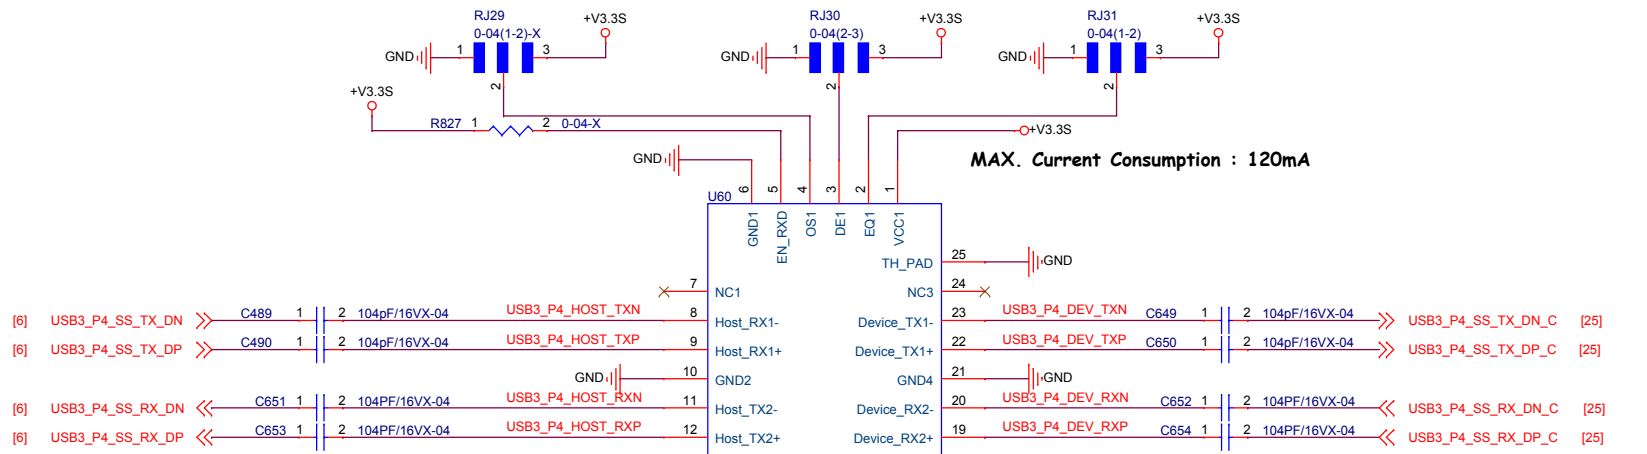 RJ29
0-04(1-2)-X
+V3.3S
GND
1
3
2
RJ30
0-04(2-3)
+V3.3S
GND
1
3
2
RJ31
0-04(1-2)
+V3.3S
GND
1
3
2
+V3.3S
R827 1 2 0-04-X
+V3.3S
GND
MAX. Current Consumption : 120mA
U60
6 5 4 3 2 1
GND1
EN_RXD
OS1
DE1
EQ1
VCC1
TH_PAD 25 GND
7 NC1
NC3 24
[6] USB3_P4_SS_TX_DN C489 1 2 104pF/16VX-04 USB3_P4_HOST_TXN 8 Host_RX1-
Device_TX1- 23 USB3_P4_DEV_TXN C649 1 2 104pF/16VX-04 USB3_P4_SS_TX_DN_C [25]
[6] USB3_P4_SS_TX_DP C490 1 2 104pF/16VX-04 USB3_P4_HOST_TXP 9 Host_RX1+
Device_TX1+ 22 USB3_P4_DEV_TXP C650 1 2 104pF/16VX-04 USB3_P4_SS_TX_DP_C [25]
GND 10 GND2
GND4 21 GND
[6] USB3_P4_SS_RX_DN C651 1 2 104PF/16VX-04 USB3_P4_HOST_RXN 11 Host_TX2-
Device_RX2- 20 USB3_P4_DEV_RXN C652 1 2 104PF/16VX-04 USB3_P4_SS_RX_DN_C [25]
[6] USB3_P4_SS_RX_DP C653 1 2 104PF/16VX-04 USB3_P4_HOST_RXP 12 Host_TX2+
Device_RX2+ 19 USB3_P4_DEV_RXP C654 1 2 104PF/16VX-04 USB3_P4_SS_RX_DP_C [25]